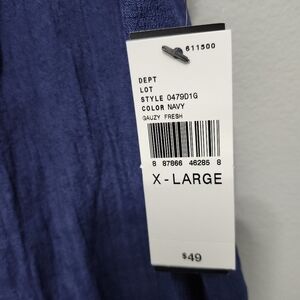 611500
DEPT
LOT
STYLE 0479D1G
COLOR NAVY
GAUZY FRESH
8 87866 46285 8
X-LARGE
$49